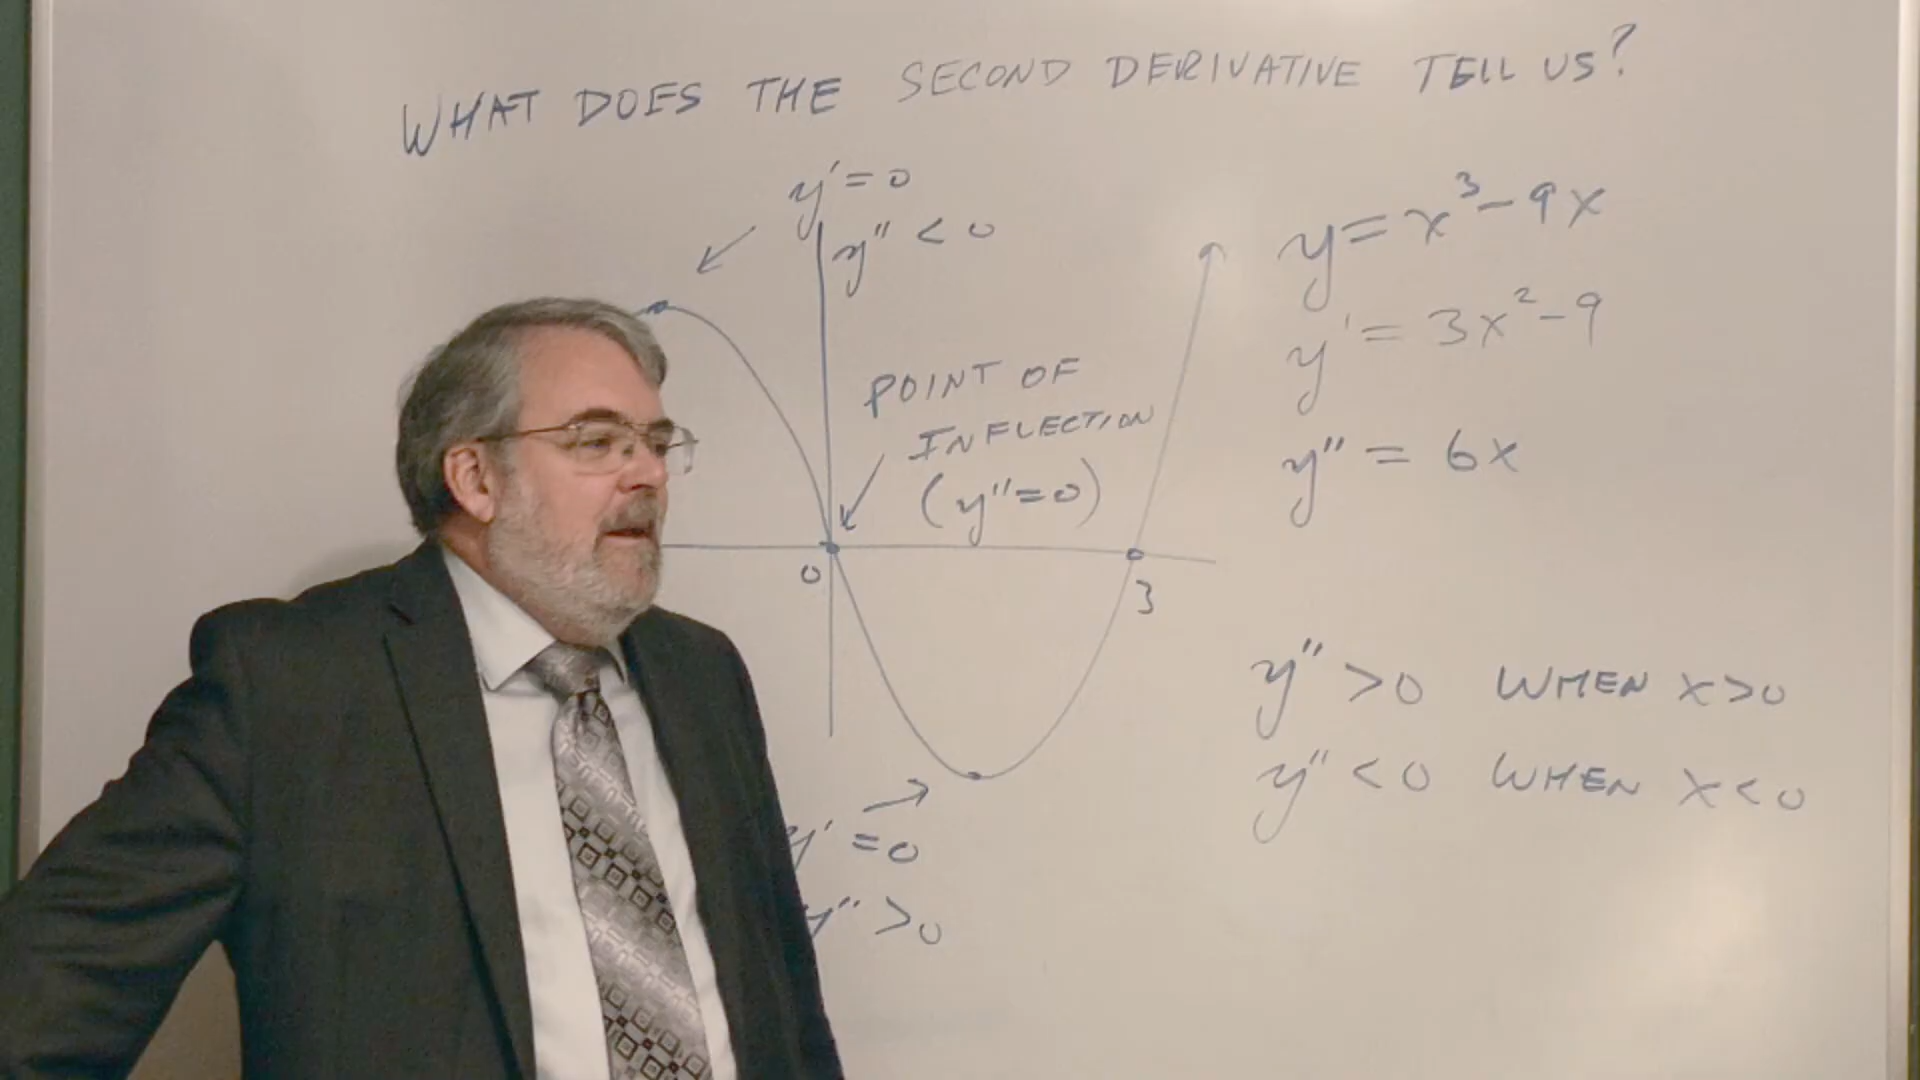 WHAT DOES THE SECOND DERIVATIVE TELL US?
y' = 0
y'' < 0
POINT OF
INFLECTION
(y''=0)
0
3
y' = 0
y'' > 0
y = x³ - 9x
y' = 3x² - 9
y'' = 6x
y'' > 0 WHEN x > 0
y'' < 0 WHEN x < 0